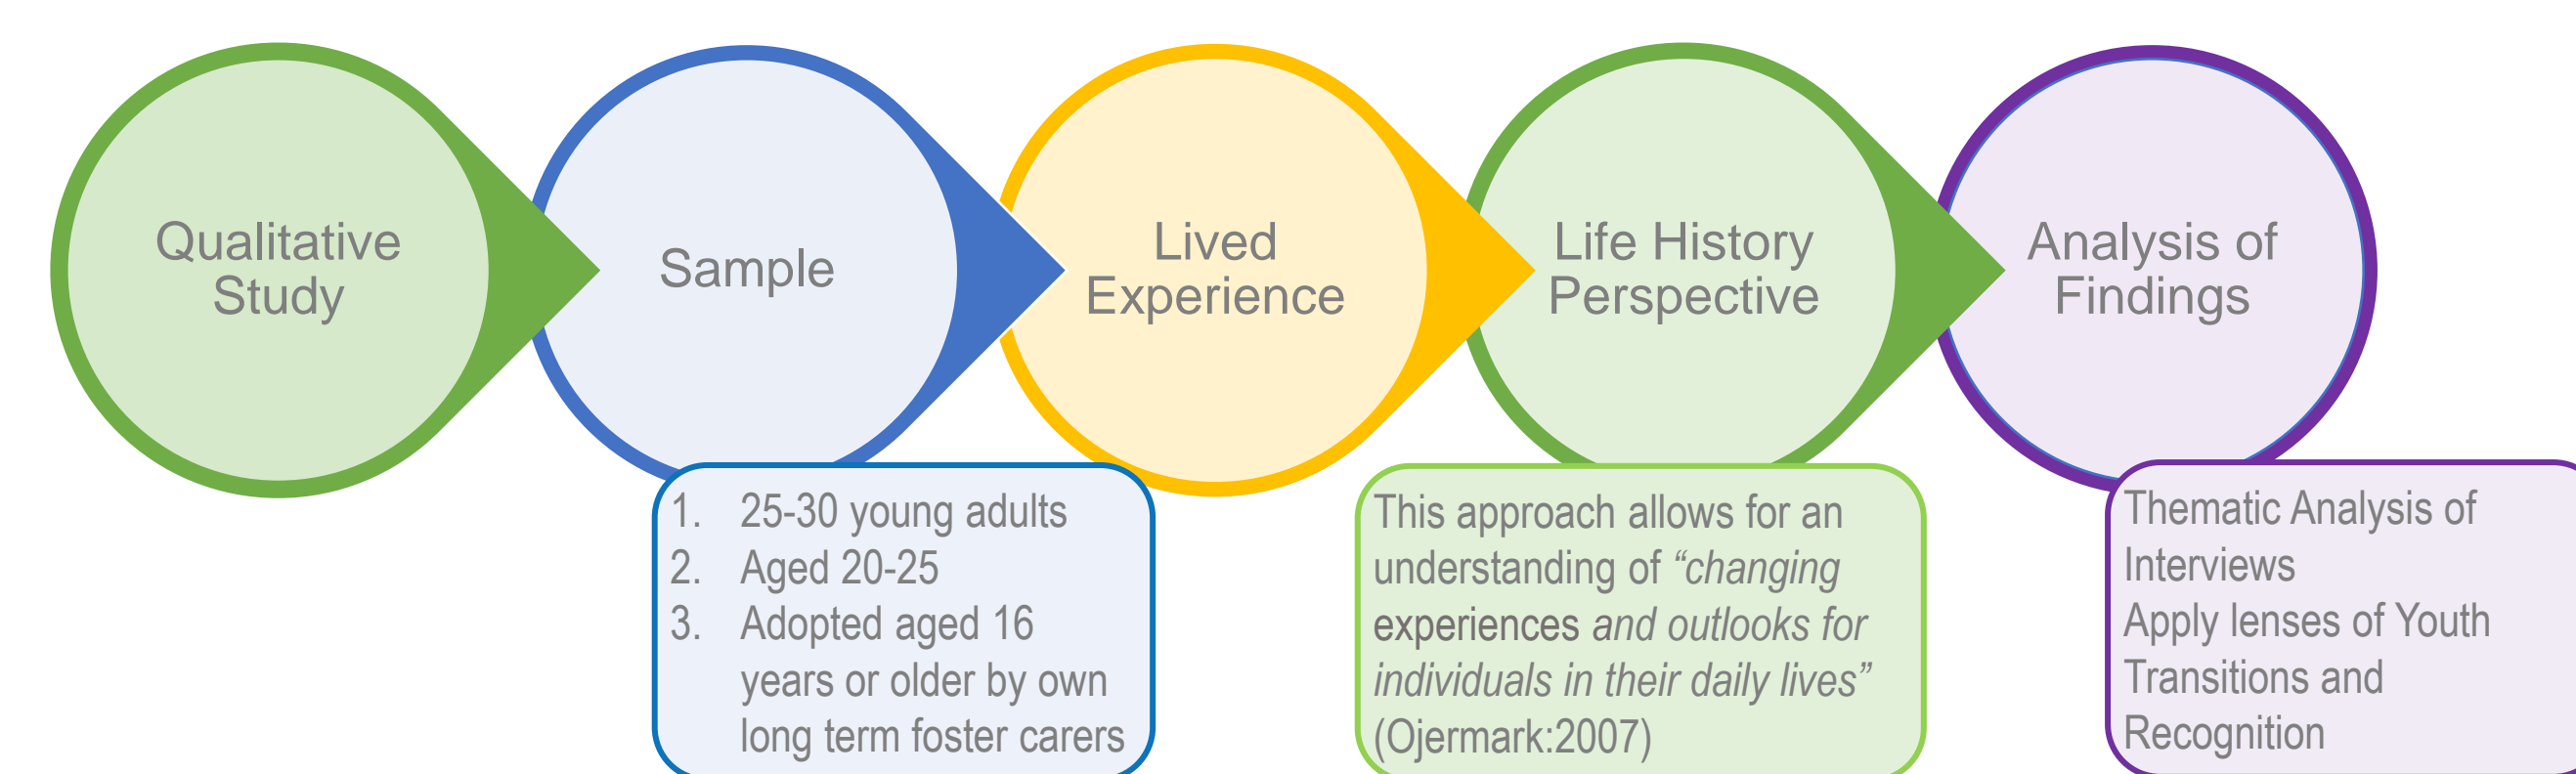 Qualitative
Study
Sample
Lived
Experience
Life History
Perspective
Analysis of
Findings
1. 25-30 young adults
2. Aged 20-25
3. Adopted aged 16
years or older by own
long term foster carers
This approach allows for an
understanding of “changing
experiences and outlooks for
individuals in their daily lives”
(Ojermark:2007)
Thematic Analysis of
Interviews
Apply lenses of Youth
Transitions and
Recognition